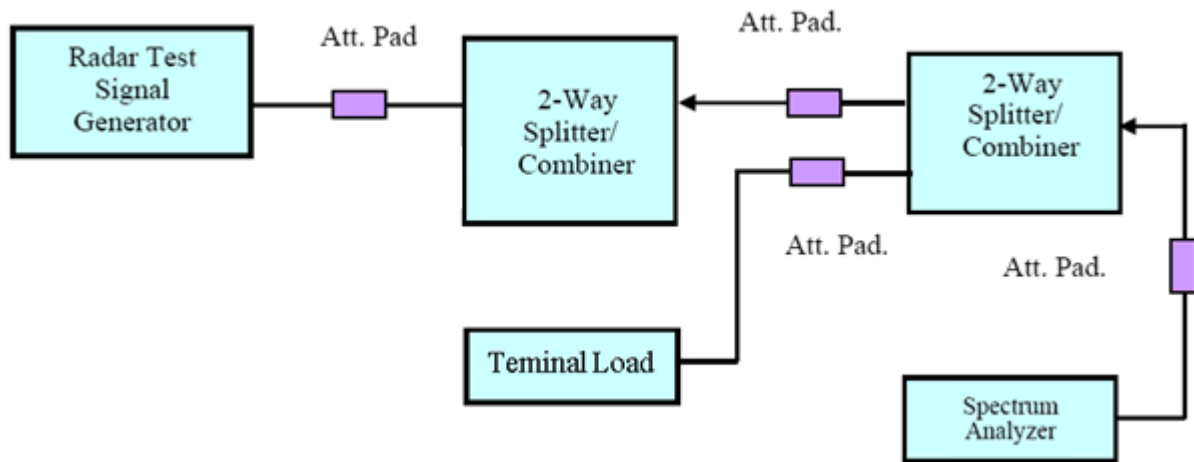 Radar Test
Signal
Generator
Att. Pad
2-Way
Splitter/
Combiner
Att. Pad.
Att. Pad.
2-Way
Splitter/
Combiner
Att. Pad.
Teminal Load
Spectrum
Analyzer